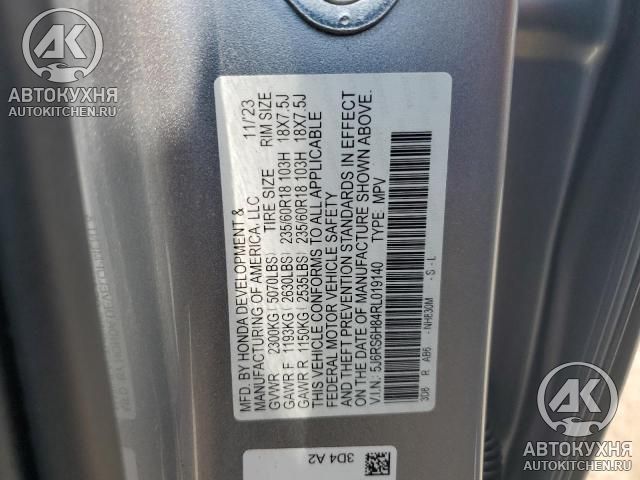 AK
АВТОКУХНЯ
AUTOKITCHEN.RU
MFD. BY HONDA DEVELOPMENT & 11/23
MANUFACTURING OF AMERICA, LLC
GVWR 2300KG(5070LBS) TIRE SIZE RIM SIZE
GAWR F 1193KG(2630LBS) 235/60R18 103H 18X7.5J
GAWR R 1150KG(2535LBS) 235/60R18 103H 18X7.5J
THIS VEHICLE CONFORMS TO ALL APPLICABLE
FEDERAL MOTOR VEHICLE SAFETY
AND THEFT PREVENTION STANDARDS IN EFFECT
ON THE DATE OF MANUFACTURE SHOWN ABOVE.
V.I.N: 5J6RS6H84RL019140 TYPE: MPV
3D8 R AB6 -NH830M -S-L
3D4 A2
AK
АВТОКУХНЯ
AUTOKITCHEN.RU